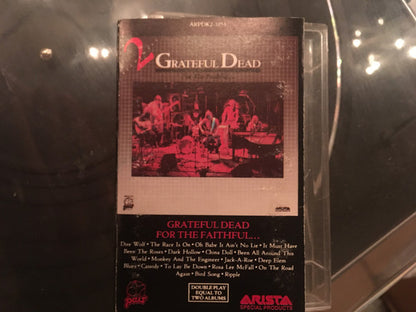 2 GRATEFUL DEAD
GRATEFUL DEAD
FOR THE FAITHFUL...
Dire Wolf • The Race Is On • Oh Babe It Ain't No Lie • It Must Have
Been The Roses • Dark Hollow • China Doll • Been All Around This
World • Monkey And The Engineer • Jack-A-Roe • Deep Elem
Blues • Cassidy • To Lay Me Down • Rosa Lee McFall • On The Road
Again • Bird Song • Ripple
DOUBLE PLAY
EQUAL TO
TWO ALBUMS
ARISTA
SPECIAL PRODUCTS